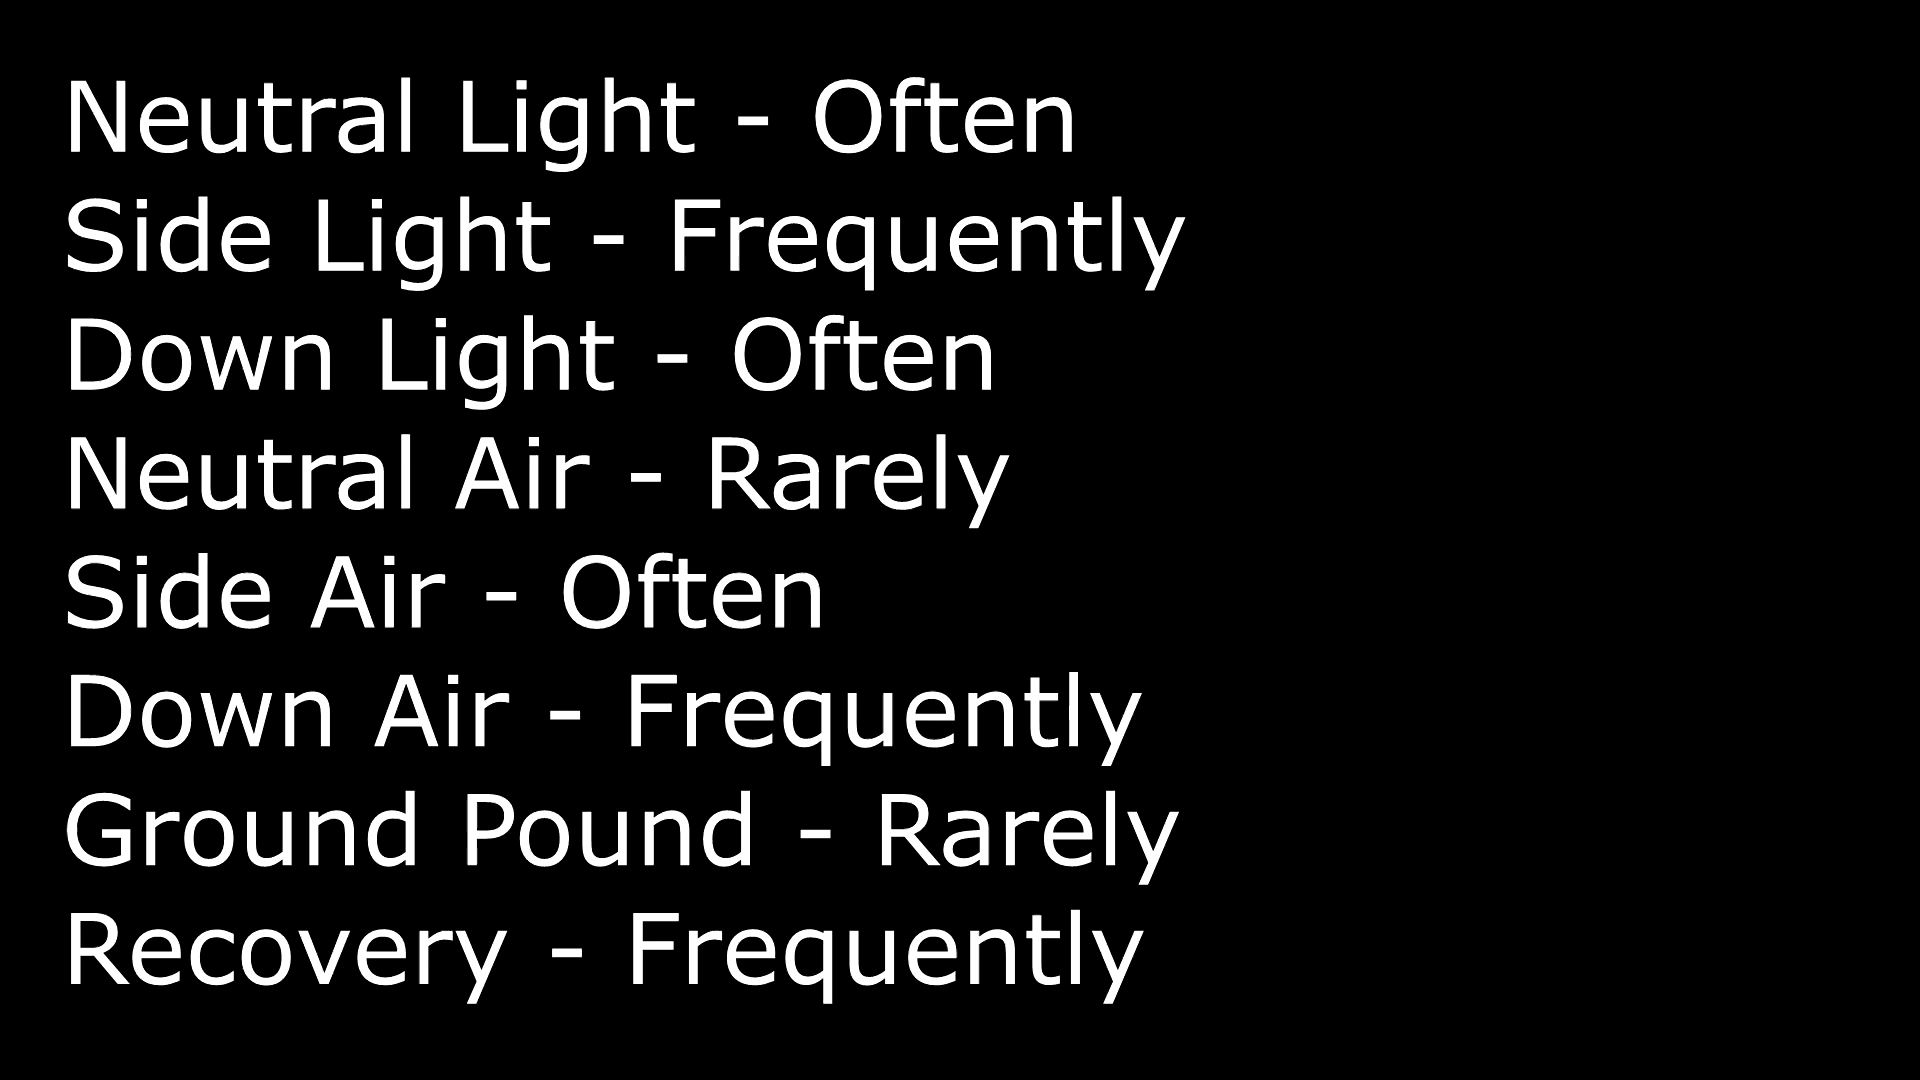 Neutral Light - Often
Side Light - Frequently
Down Light - Often
Neutral Air - Rarely
Side Air - Often
Down Air - Frequently
Ground Pound - Rarely
Recovery - Frequently